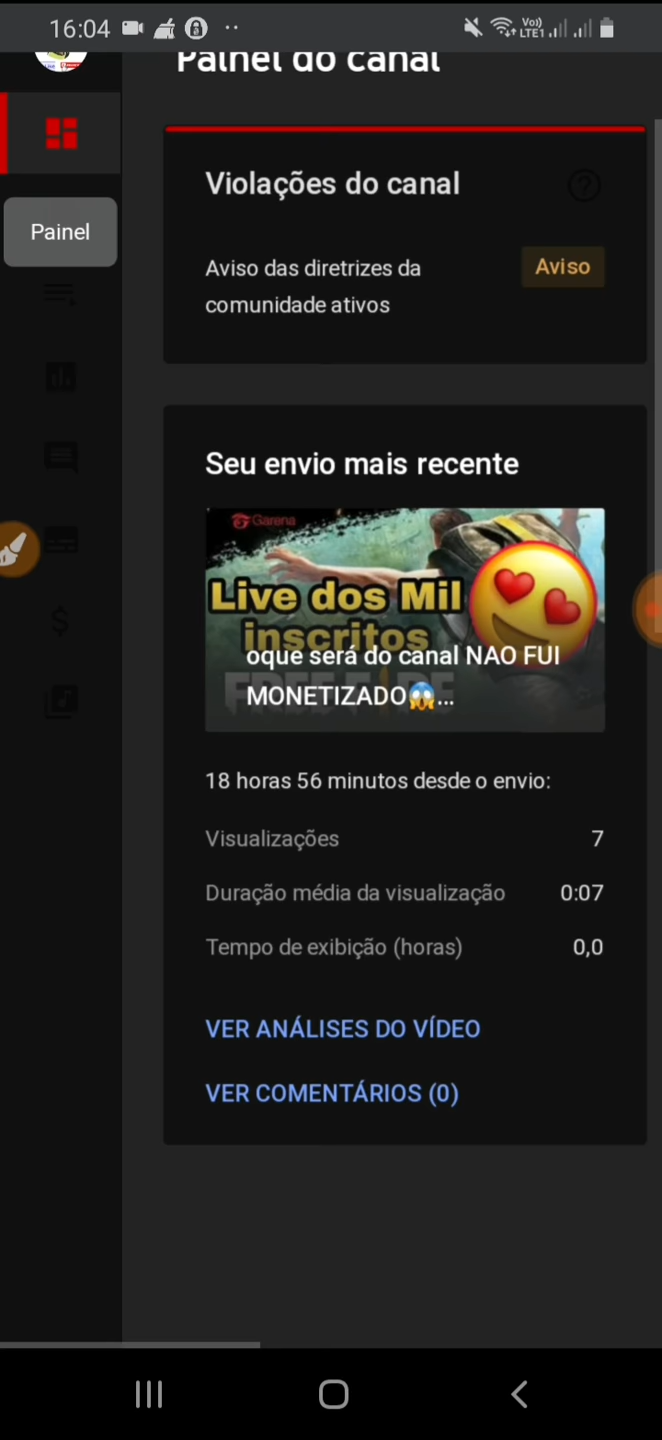 16:04
Vo))
LTE1
Painel do canal
Violações do canal
Painel
Aviso das diretrizes da
comunidade ativos
Aviso
Seu envio mais recente
Garena
Live dos Mil
inscritos
oque será do canal NAO FUI
MONETIZADO😱...
18 horas 56 minutos desde o envio:
Visualizações 7
Duração média da visualização 0:07
Tempo de exibição (horas) 0,0
VER ANÁLISES DO VÍDEO
VER COMENTÁRIOS (0)